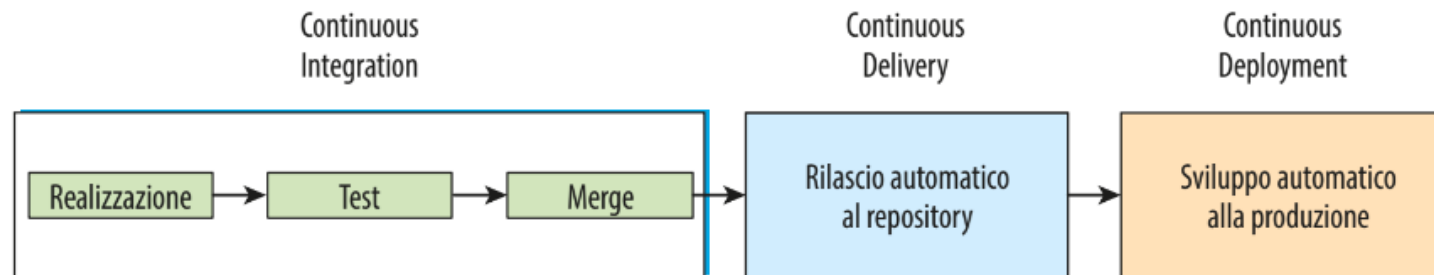 Continuous
Integration
Continuous
Delivery
Continuous
Deployment
Realizzazione
Test
Merge
Rilascio automatico
al repository
Sviluppo automatico
alla produzione